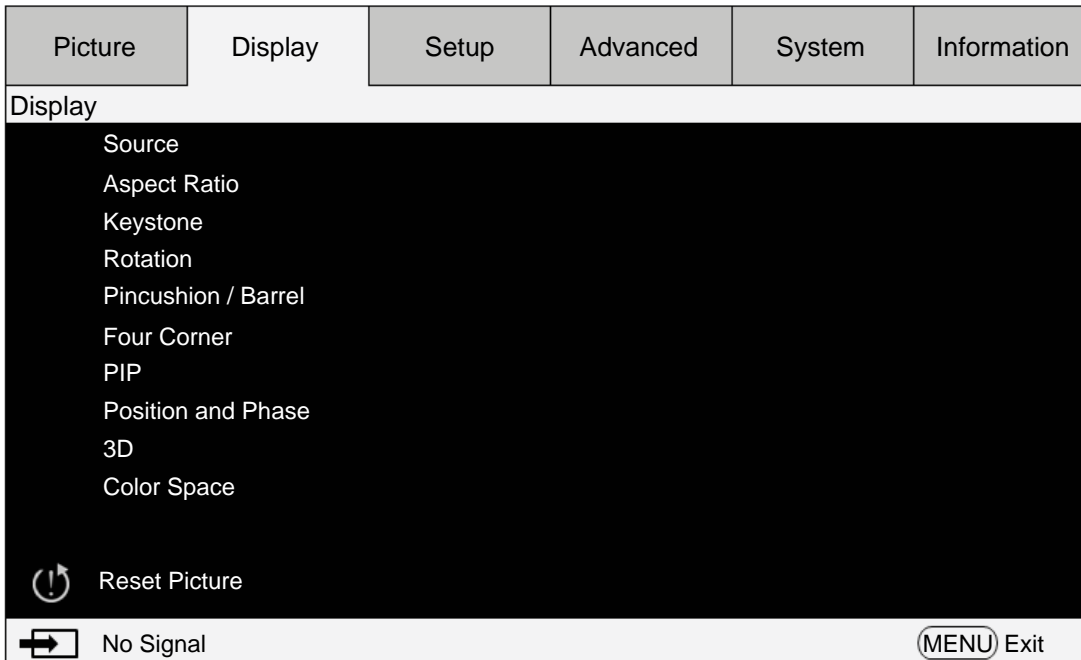 Picture Display Setup Advanced System Information
Display
Source
Aspect Ratio
Keystone
Rotation
Pincushion / Barrel
Four Corner
PIP
Position and Phase
3D
Color Space
Reset Picture
No Signal MENU Exit